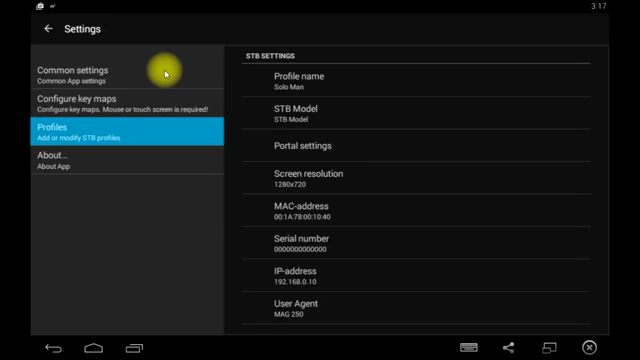 3:17
Settings
Common settings
Common App settings
Configure key maps
Configure key maps. Mouse or touch screen is required!
Profiles
Add or modify STB profiles
About...
About App
STB SETTINGS
Profile name
Solo Man
STB Model
STB Model
Portal settings
Screen resolution
1280x720
MAC-address
00:1A:78:00:10:40
Serial number
0000000000000
IP-address
192.168.0.10
User Agent
MAG 250